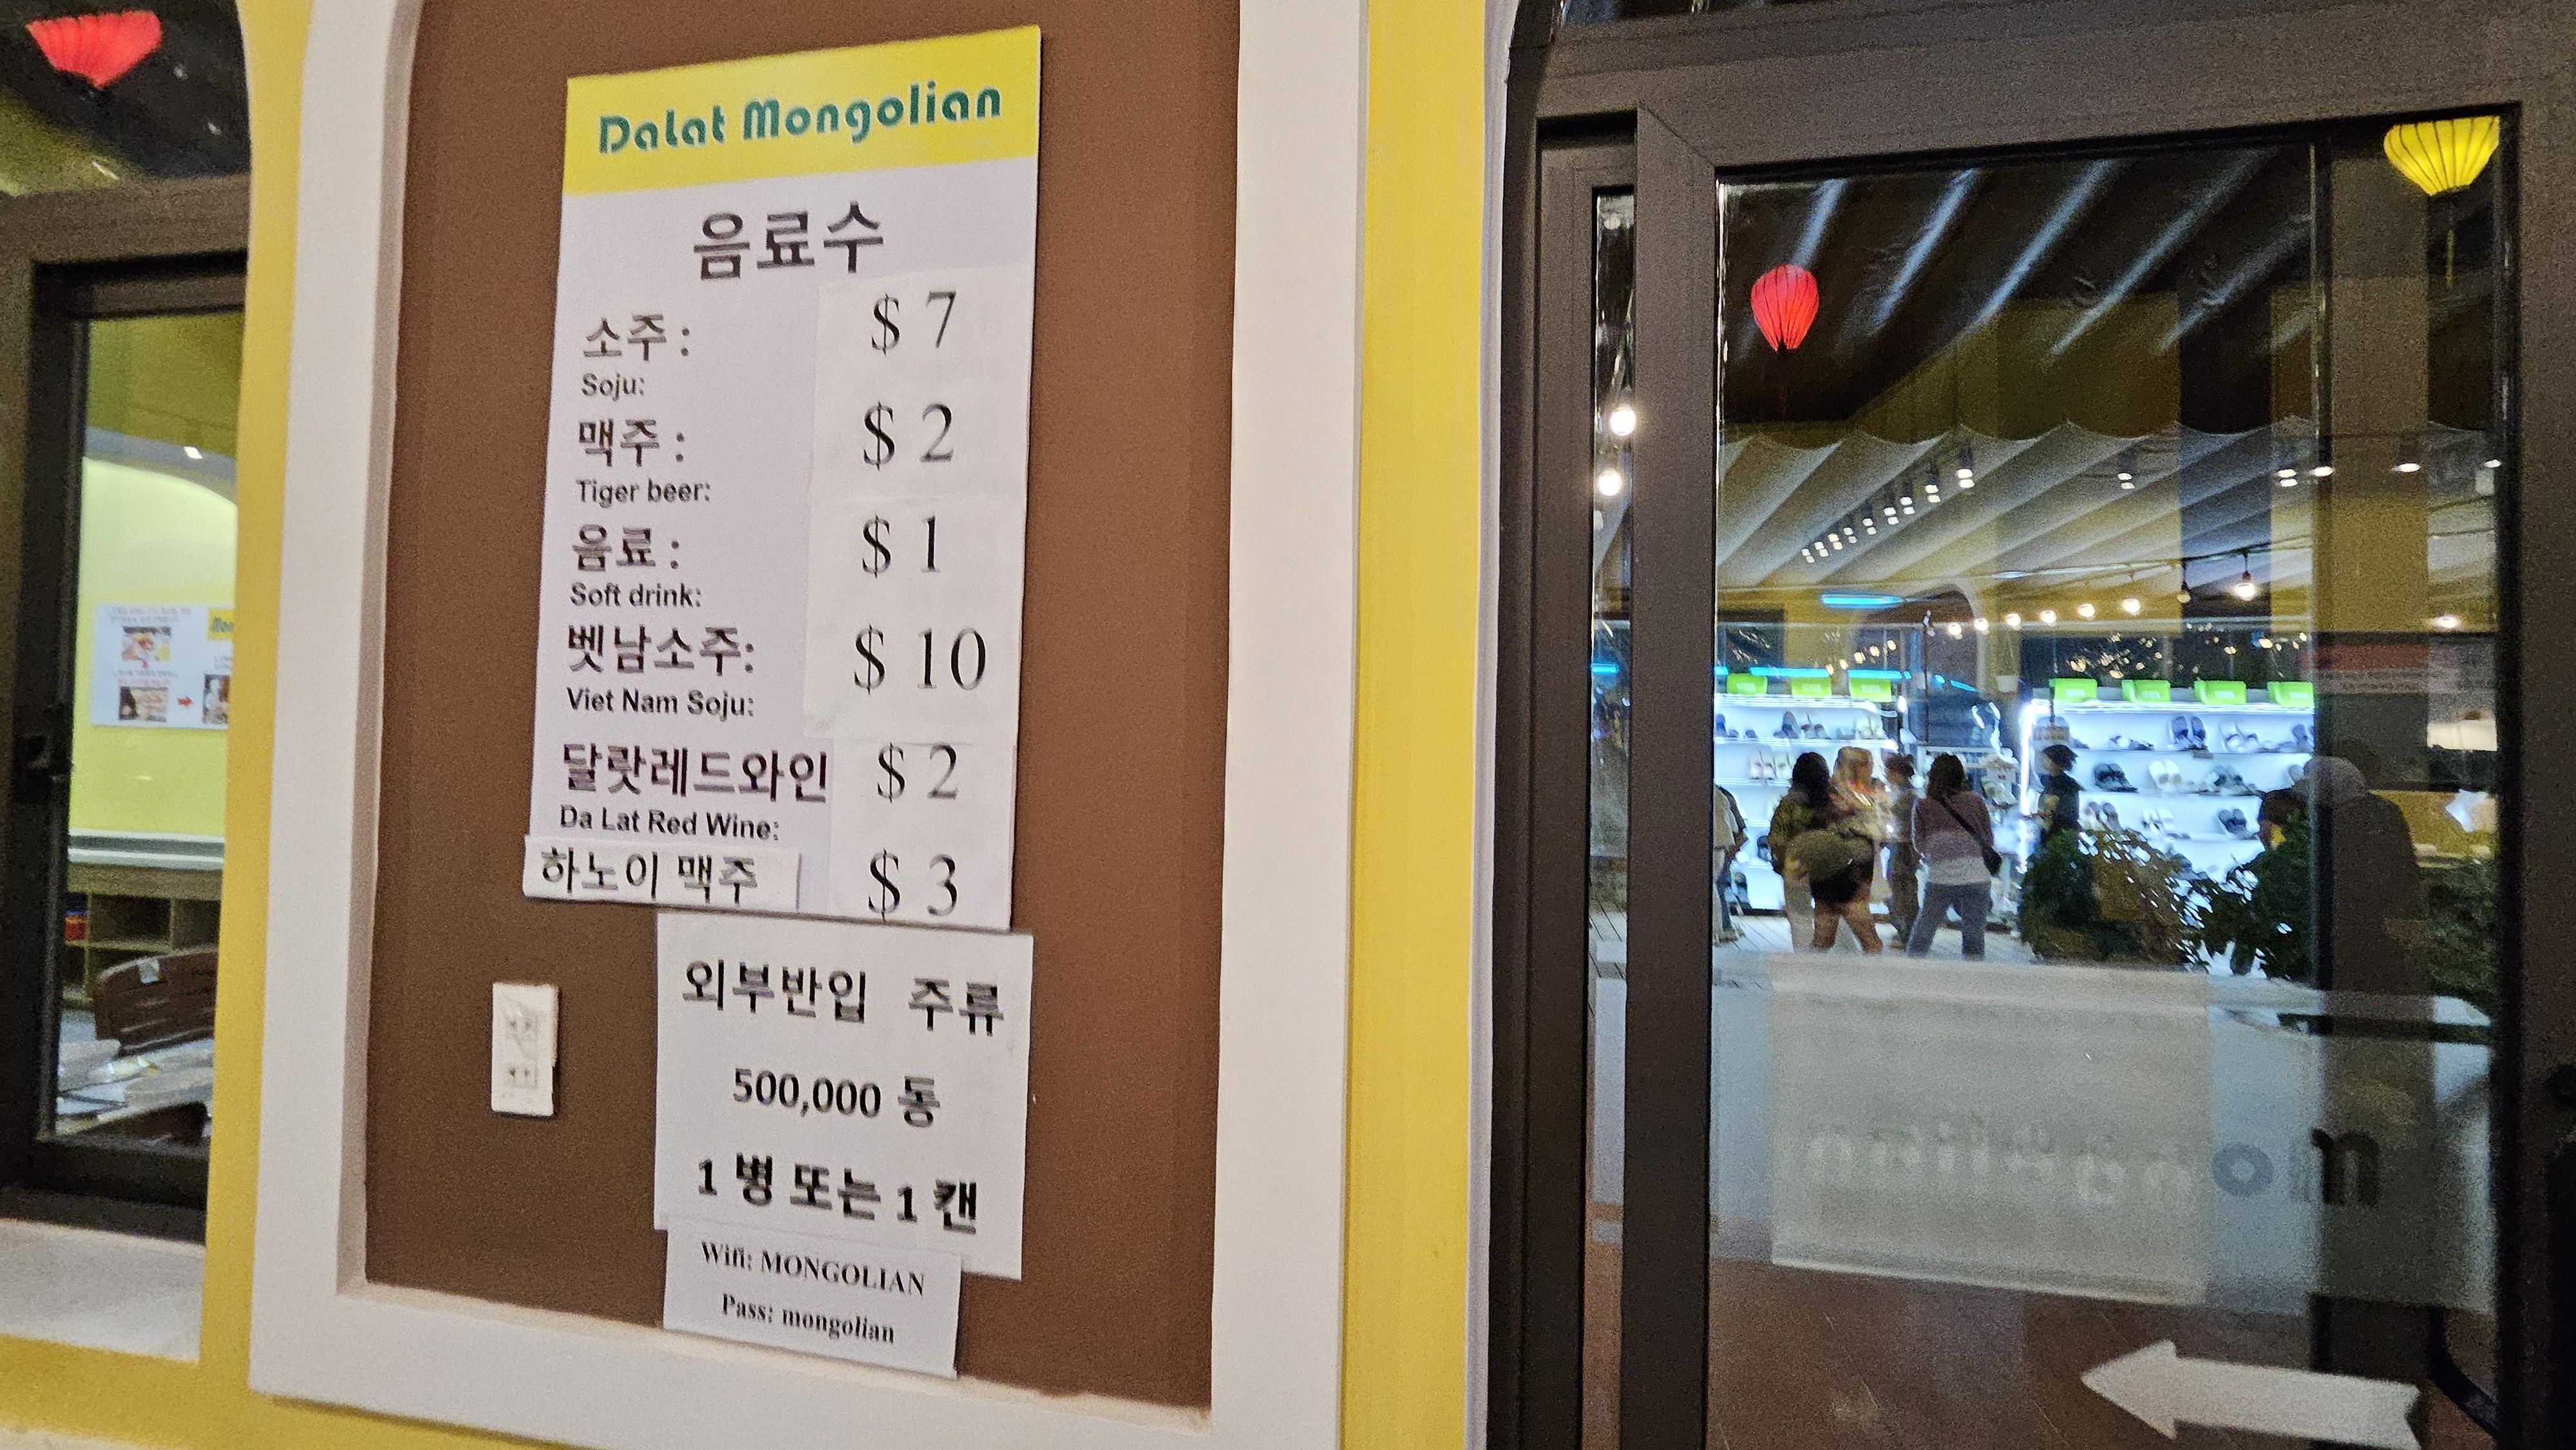 Dalat Mongolian
음료수
소주 : $ 7
Soju:
맥주 : $ 2
Tiger beer:
음료 : $ 1
Soft drink:
벳남소주: $ 10
Viet Nam Soju:
달랏레드와인 $ 2
Da Lat Red Wine:
하노이 맥주 $ 3
외부반입 주류
500,000 동
1 병 또는 1 캔
Wifi: MONGOLIAN
Pass: mongolian
mongolian